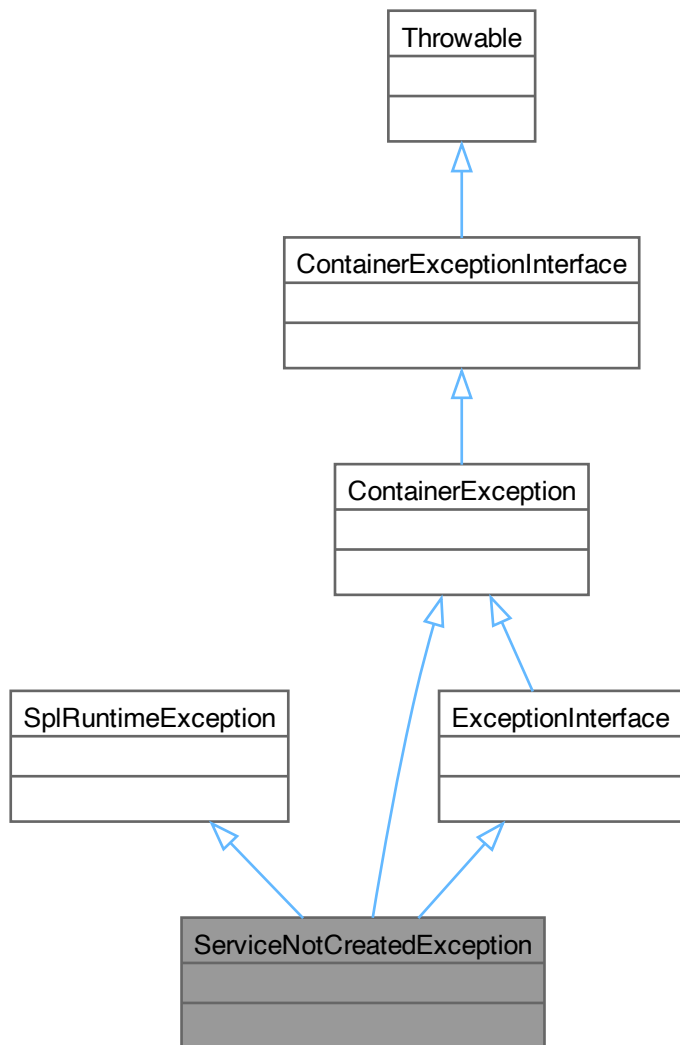 Throwable
ContainerExceptionInterface
ContainerException
SplRuntimeException
ExceptionInterface
ServiceNotCreatedException